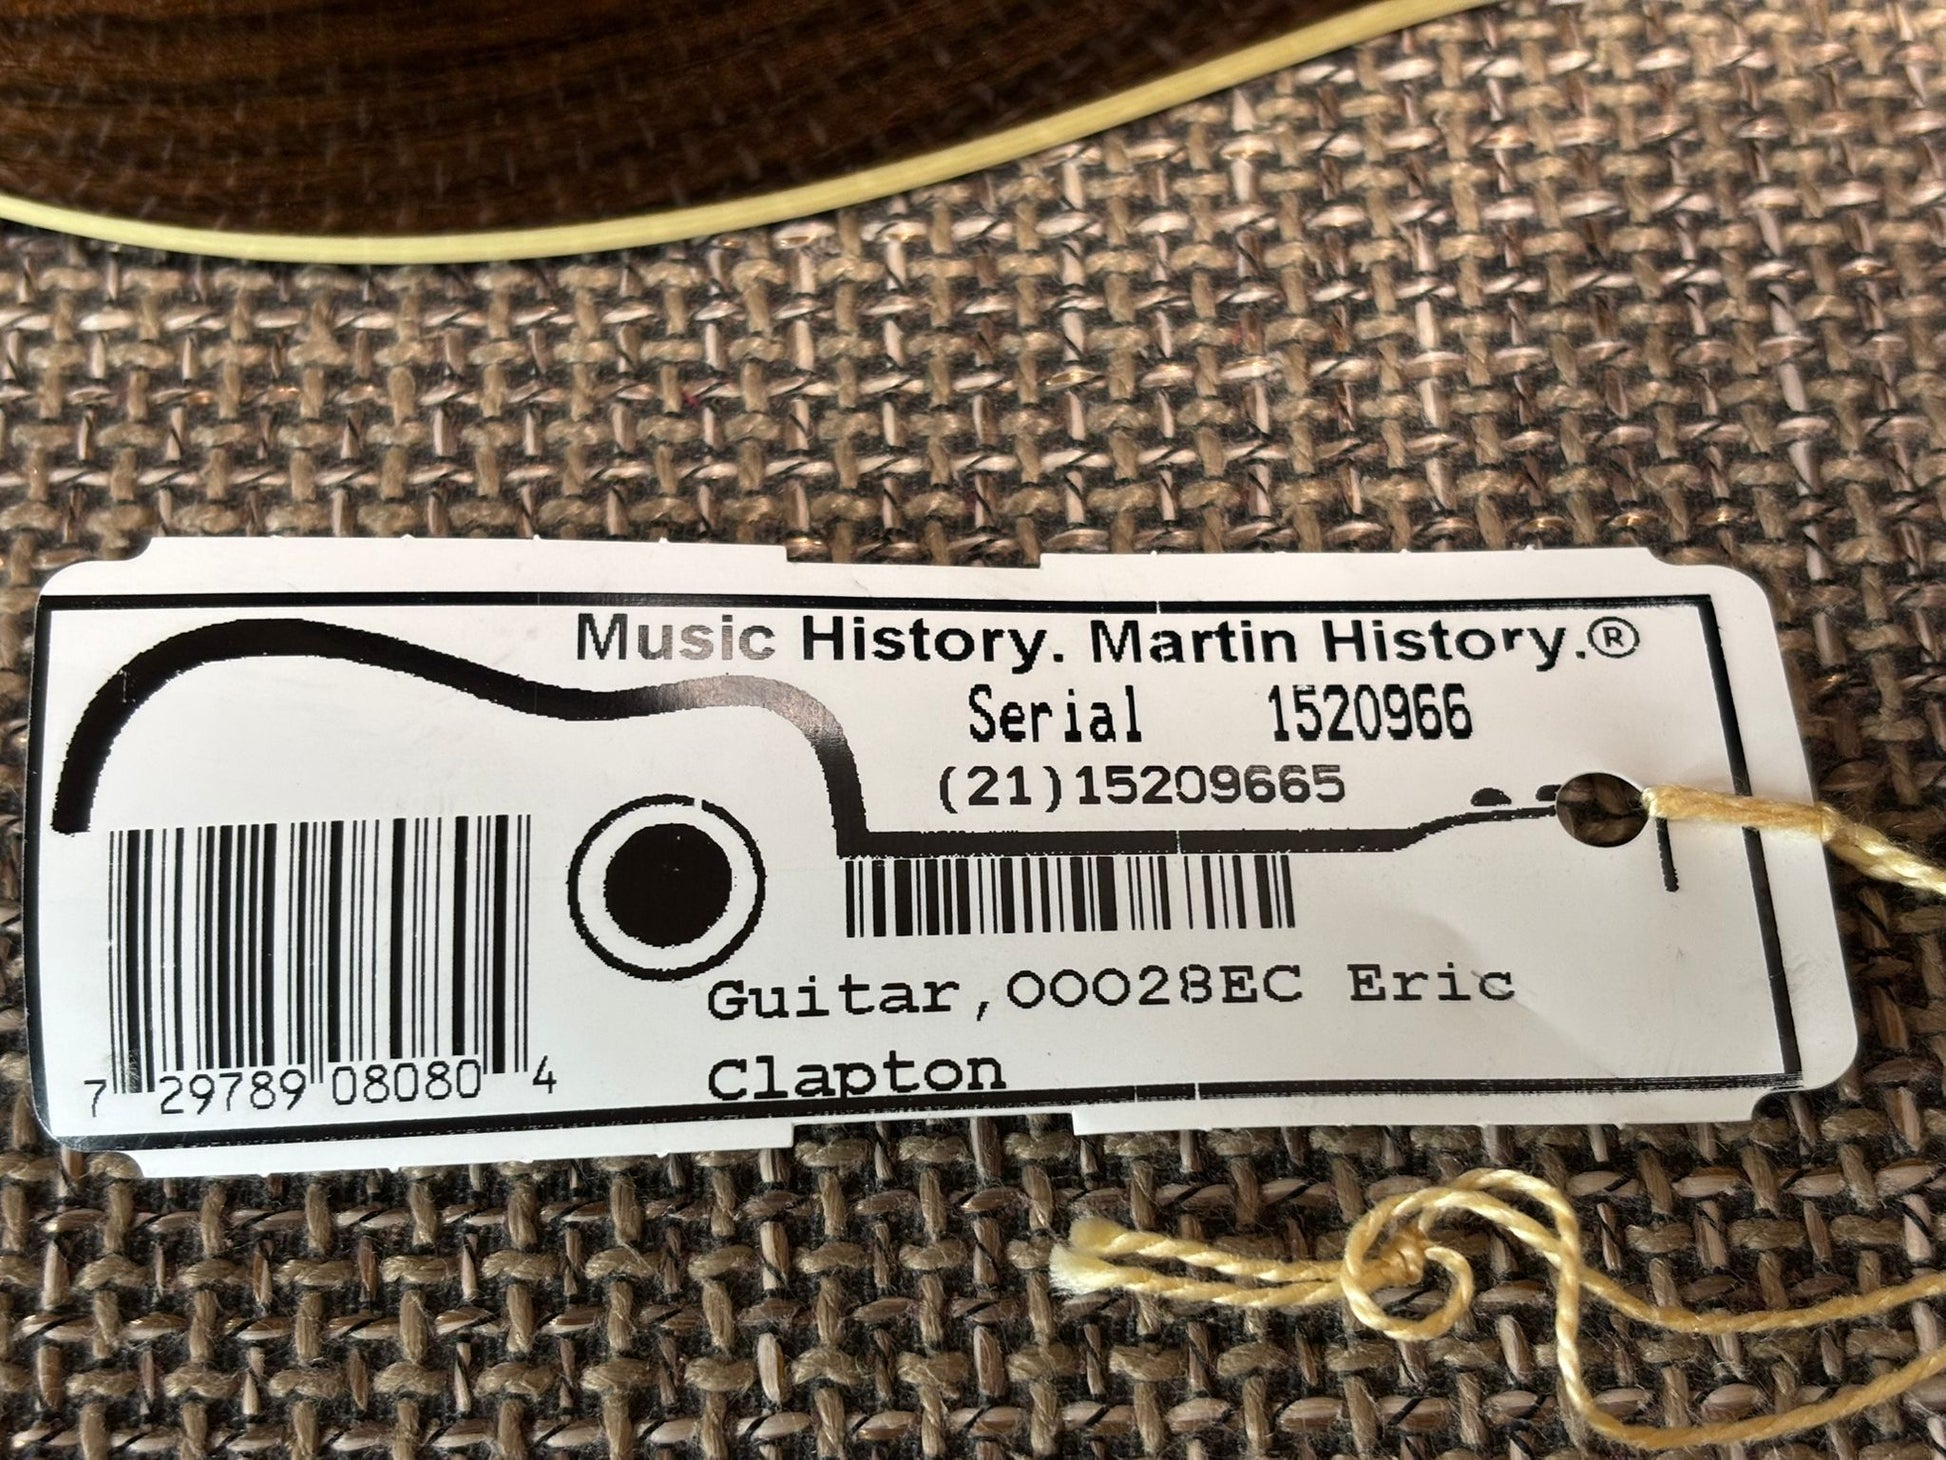 Music History. Martin History.®
Serial 1520966
(21)15209665
Guitar,00028EC Eric
Clapton
7 29789 08080 4